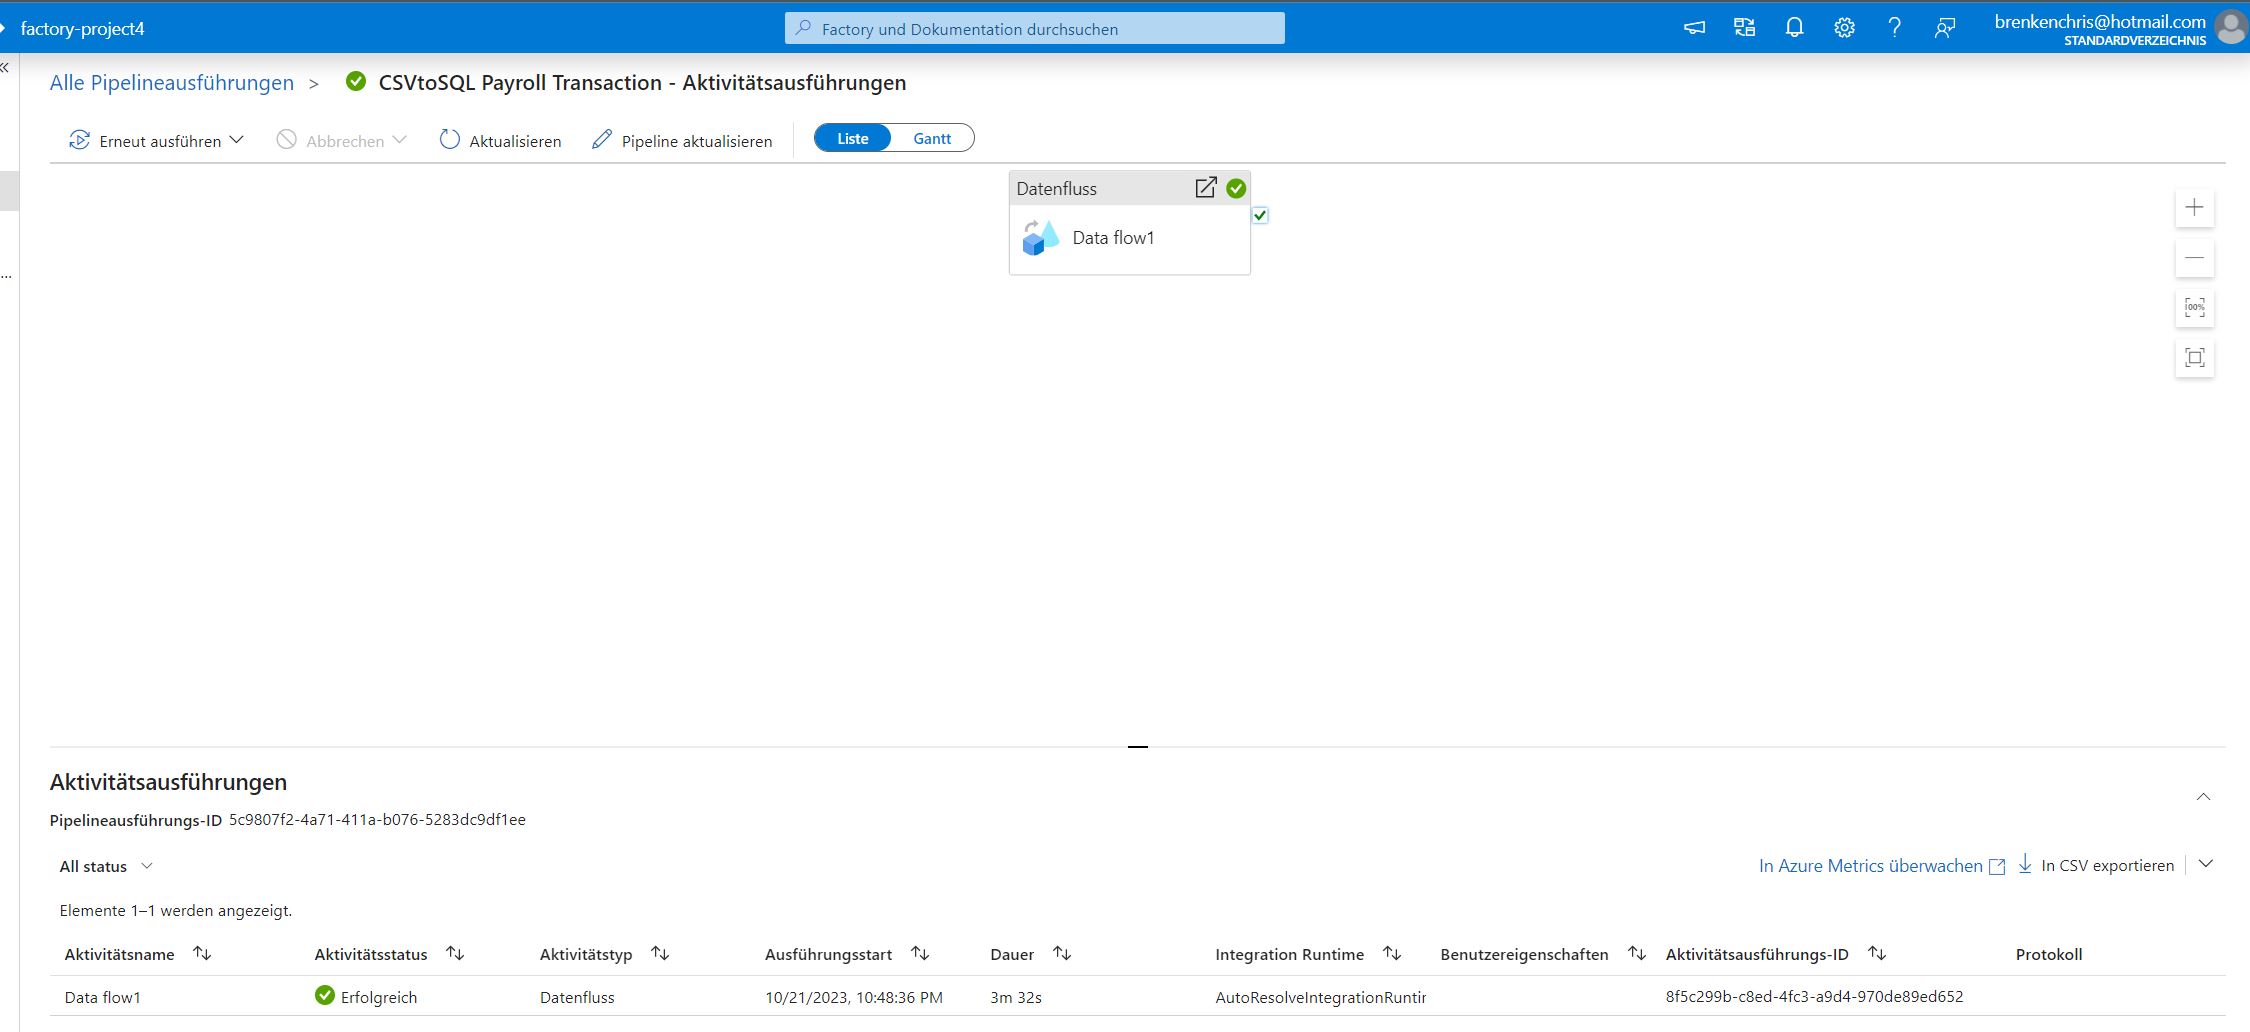 factory-project4
Factory und Dokumentation durchsuchen
brenkenchris@hotmail.com
STANDARDVERZEICHNIS
Alle Pipelineausführungen > CSVtoSQL Payroll Transaction - Aktivitätsausführungen
Erneut ausführen Abbrechen Aktualisieren Pipeline aktualisieren Liste Gantt
Datenfluss
Data flow1
100%
Aktivitätsausführungen
Pipelineausführungs-ID 5c9807f2-4a71-411a-b076-5283dc9df1ee
All status In Azure Metrics überwachen In CSV exportieren
Elemente 1–1 werden angezeigt.
Aktivitätsname Aktivitätsstatus Aktivitätstyp Ausführungsstart Dauer Integration Runtime Benutzereigenschaften Aktivitätsausführungs-ID Protokoll
Data flow1 Erfolgreich Datenfluss 10/21/2023, 10:48:36 PM 3m 32s AutoResolveIntegrationRuntir 8f5c299b-c8ed-4fc3-a9d4-970de89ed652